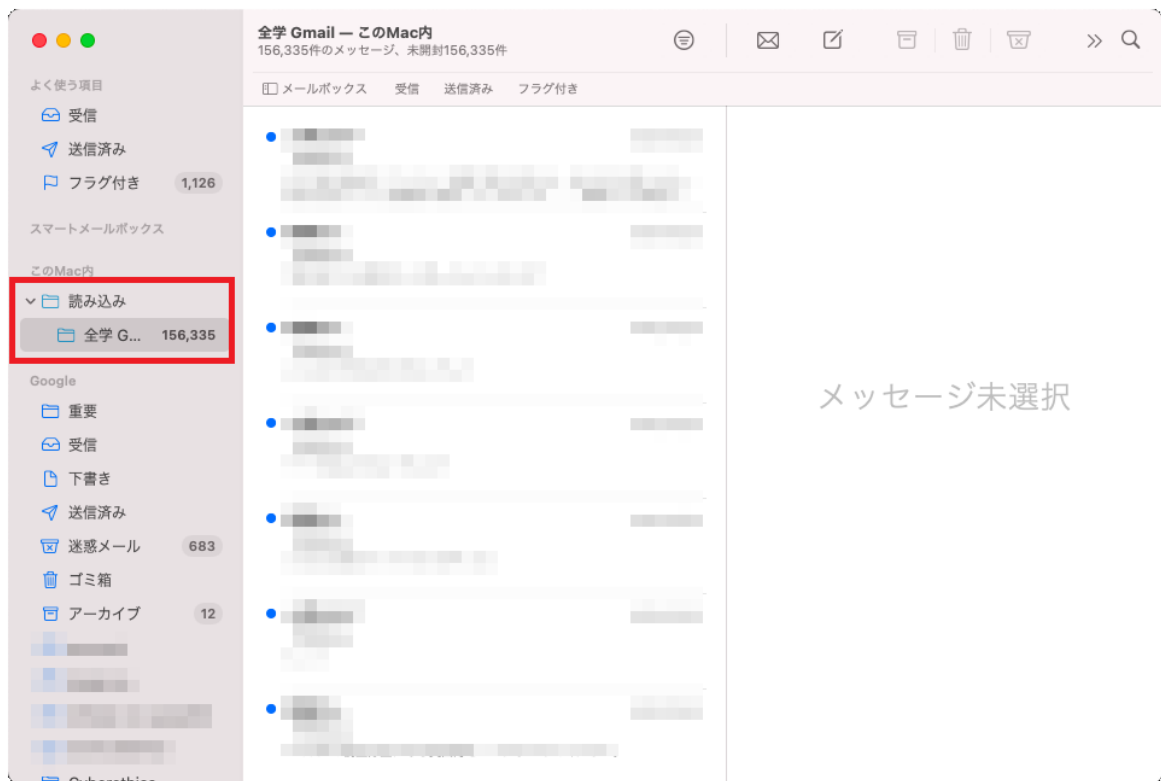 全学 Gmail — このMac内
156,335件のメッセージ、未開封156,335件
メールボックス 受信 送信済み フラグ付き
よく使う項目
受信
送信済み
フラグ付き 1,126
スマートメールボックス
このMac内
読み込み
全学 G... 156,335
Google
重要
受信
下書き
送信済み
迷惑メール 683
ゴミ箱
アーカイブ 12
メッセージ未選択